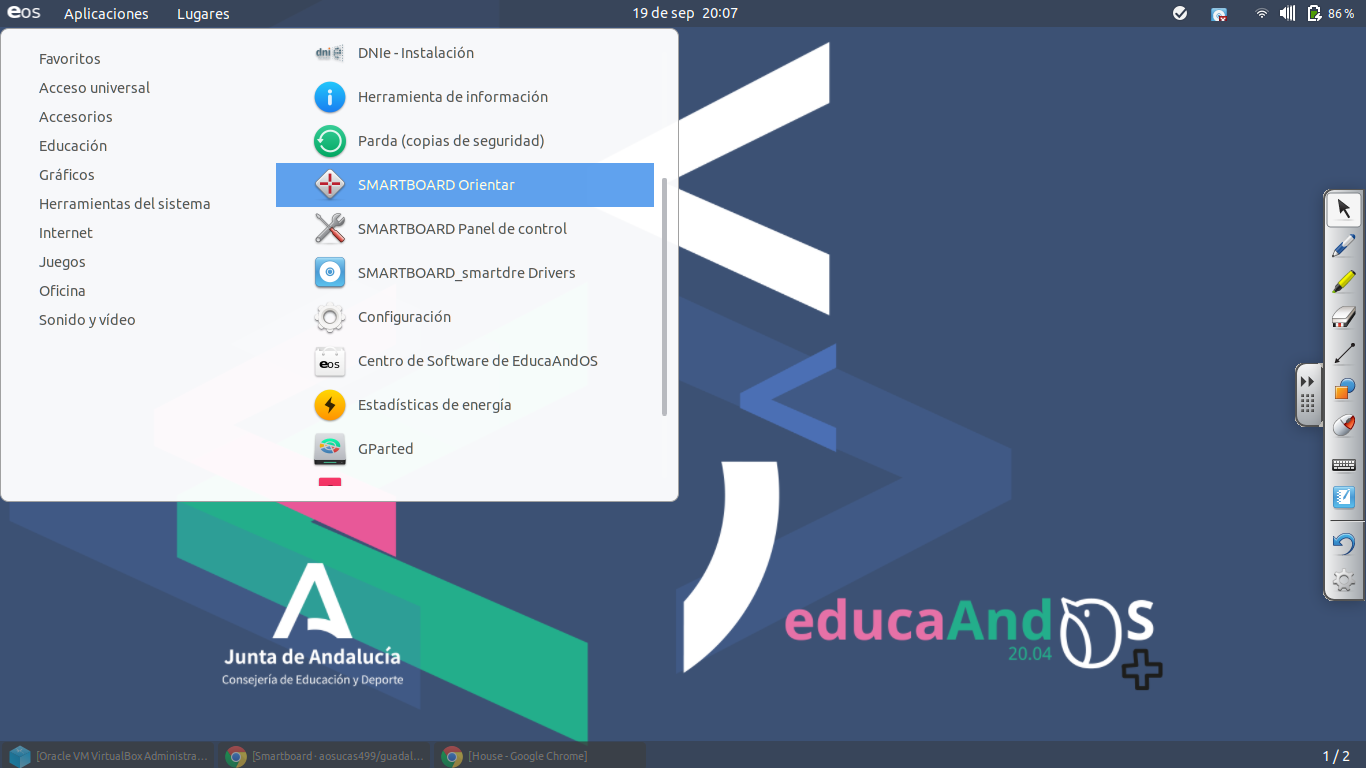 eos Aplicaciones Lugares 19 de sep 20:07 86 %
Favoritos
Acceso universal
Accesorios
Educación
Gráficos
Herramientas del sistema
Internet
Juegos
Oficina
Sonido y vídeo
dni e DNIe - Instalación
Herramienta de información
Parda (copias de seguridad)
SMARTBOARD Orientar
SMARTBOARD Panel de control
SMARTBOARD_smartdre Drivers
Configuración
eos Centro de Software de EducaAndOS
Estadísticas de energía
GParted
Junta de Andalucía
Consejería de Educación y Deporte
educaAndOS
20.04
[Oracle VM VirtualBox Administra... [Smartboard - aosucas499/guadal... [House - Google Chrome] 1 / 2